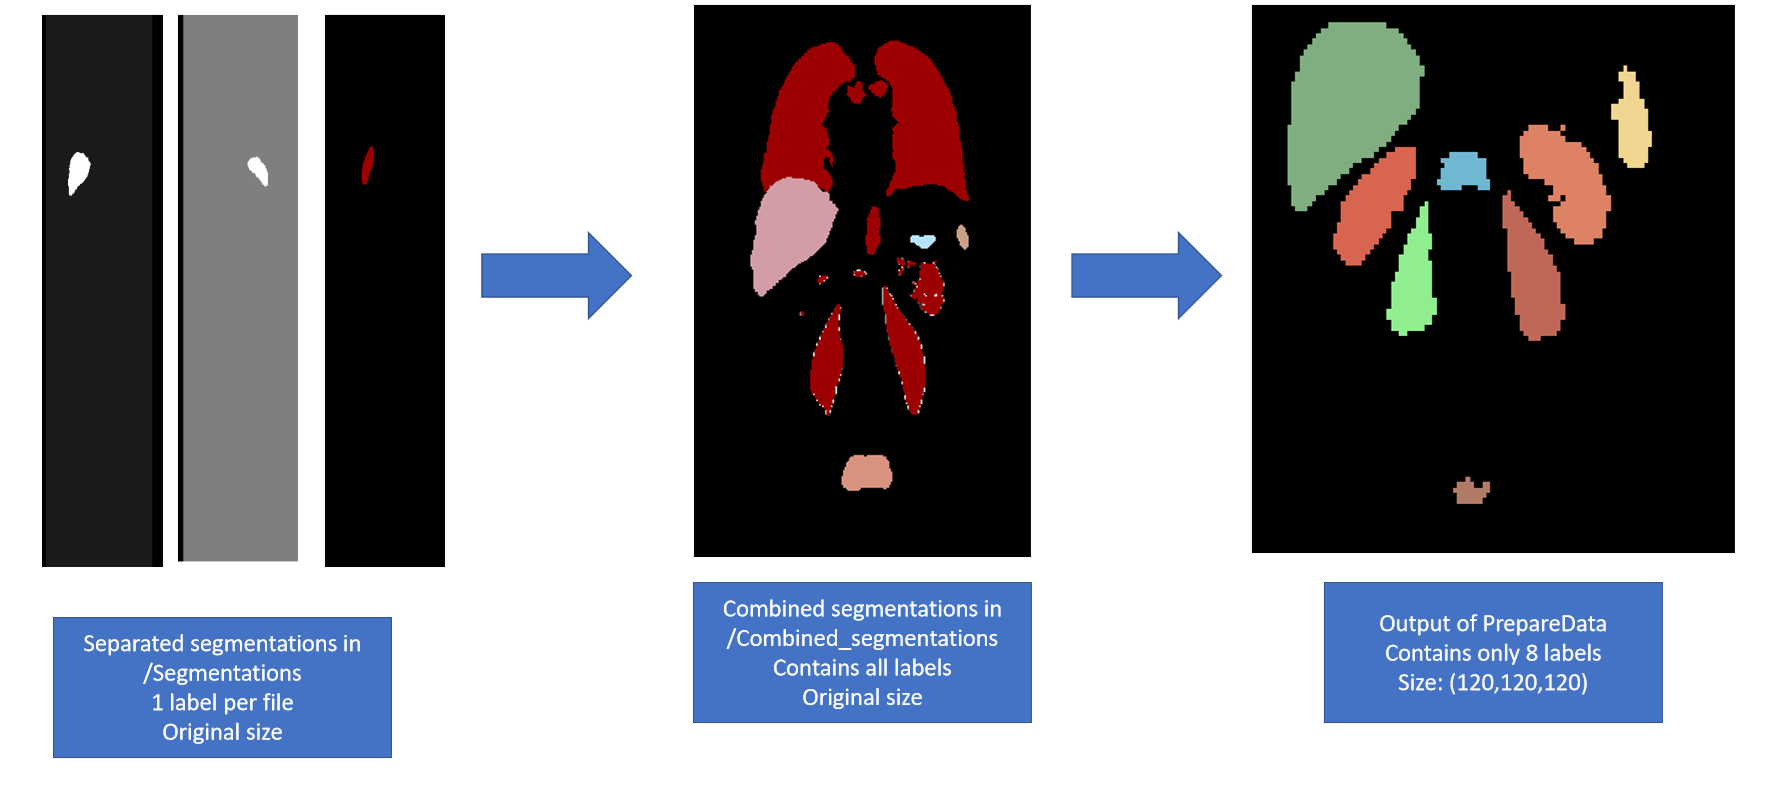 Separated segmentations in
/Segmentations
1 label per file
Original size
Combined segmentations in
/Combined_segmentations
Contains all labels
Original size
Output of PrepareData
Contains only 8 labels
Size: (120,120,120)